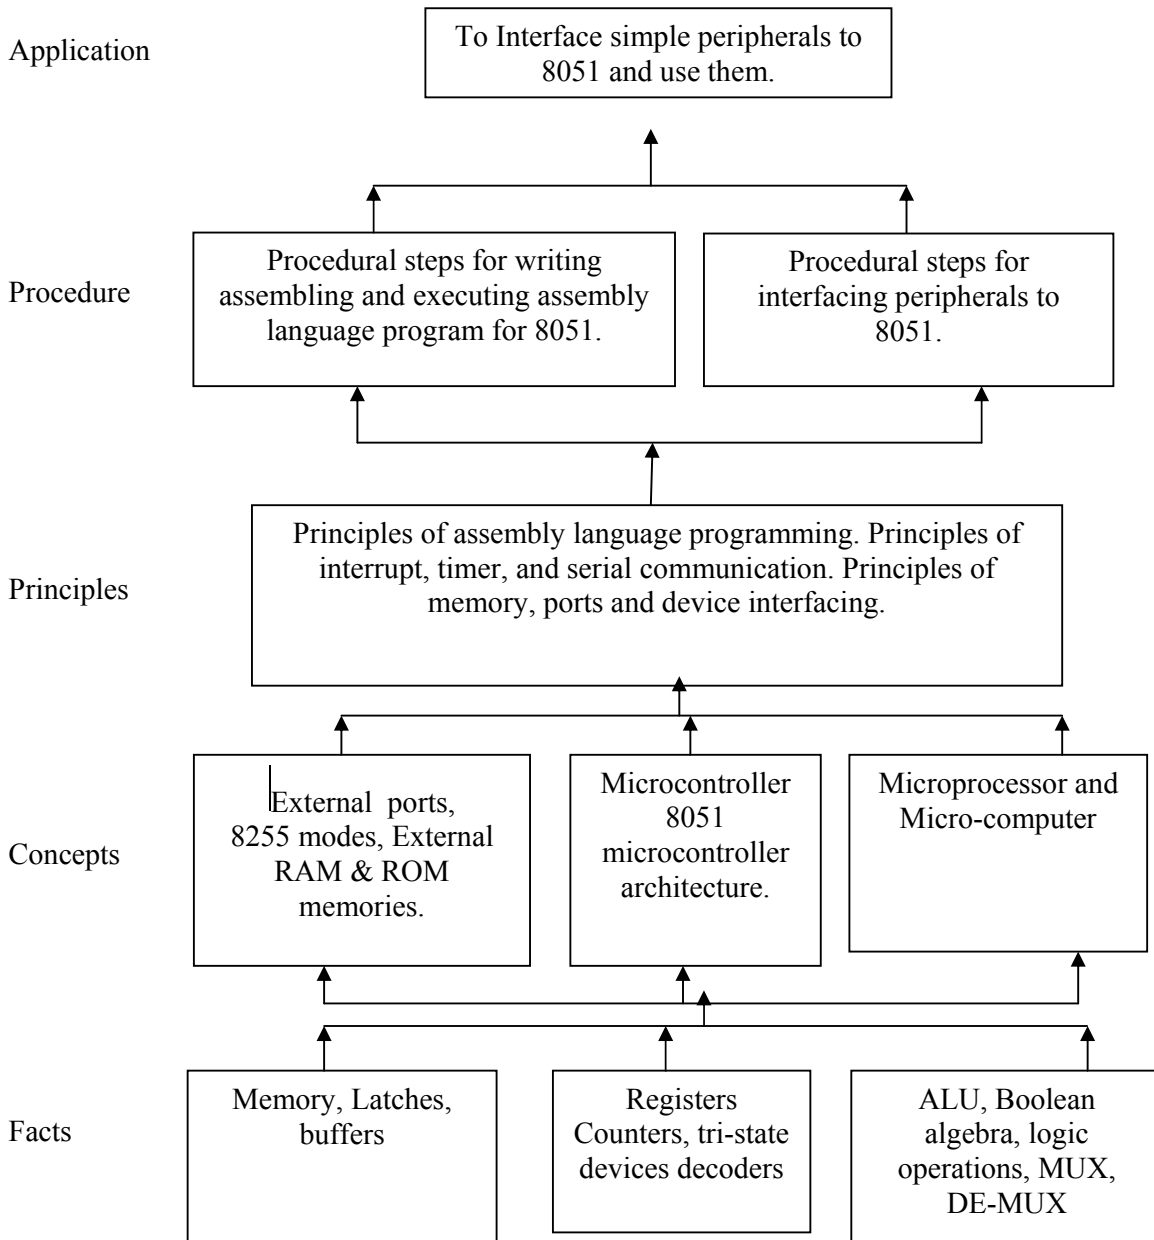 Application
To Interface simple peripherals to
8051 and use them.
Procedure
Procedural steps for writing
assembling and executing assembly
language program for 8051.
Procedural steps for
interfacing peripherals to
8051.
Principles
Principles of assembly language programming. Principles of
interrupt, timer, and serial communication. Principles of
memory, ports and device interfacing.
Concepts
External ports,
8255 modes, External
RAM & ROM
memories.
Microcontroller
8051
microcontroller
architecture.
Microprocessor and
Micro-computer
Facts
Memory, Latches,
buffers
Registers
Counters, tri-state
devices decoders
ALU, Boolean
algebra, logic
operations, MUX,
DE-MUX